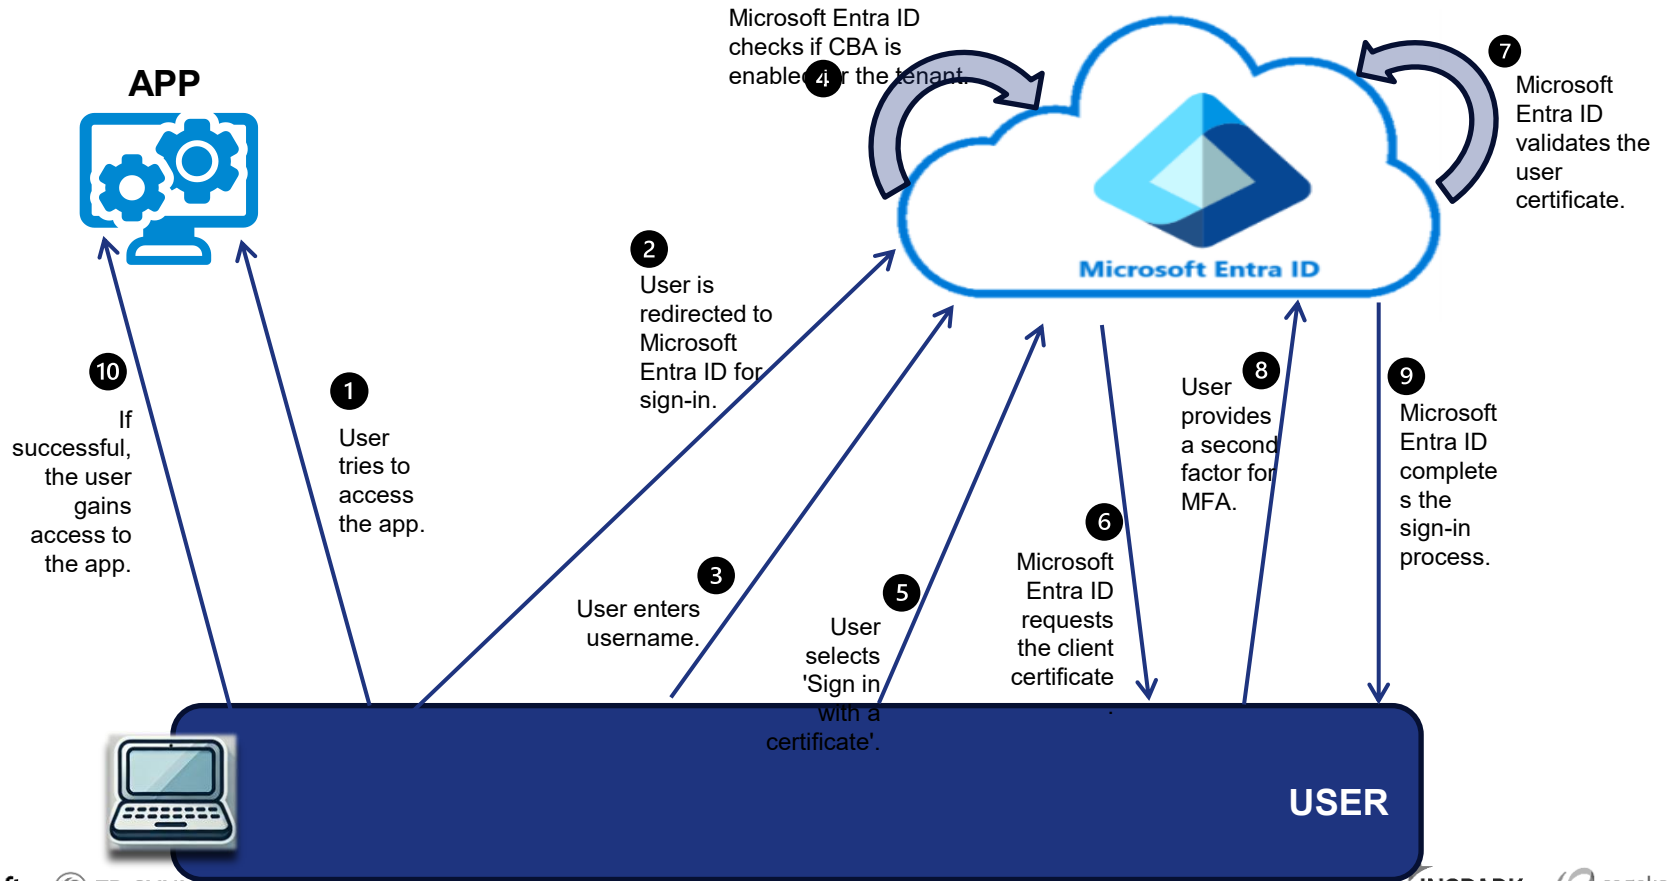 Microsoft Entra ID
checks if CBA is
enabled for the tenant.
4
7
Microsoft
Entra ID
validates the
user
certificate.
APP
Microsoft Entra ID
2
User is
redirected to
Microsoft
Entra ID for
sign-in.
10
If
successful,
the user
gains
access to
the app.
1
User
tries to
access
the app.
3
User enters
username.
5
User
selects
'Sign in
with a
certificate'.
6
Microsoft
Entra ID
requests
the client
certificate
.
8
User
provides
a second
factor for
MFA.
9
Microsoft
Entra ID
complete
s the
sign-in
process.
USER